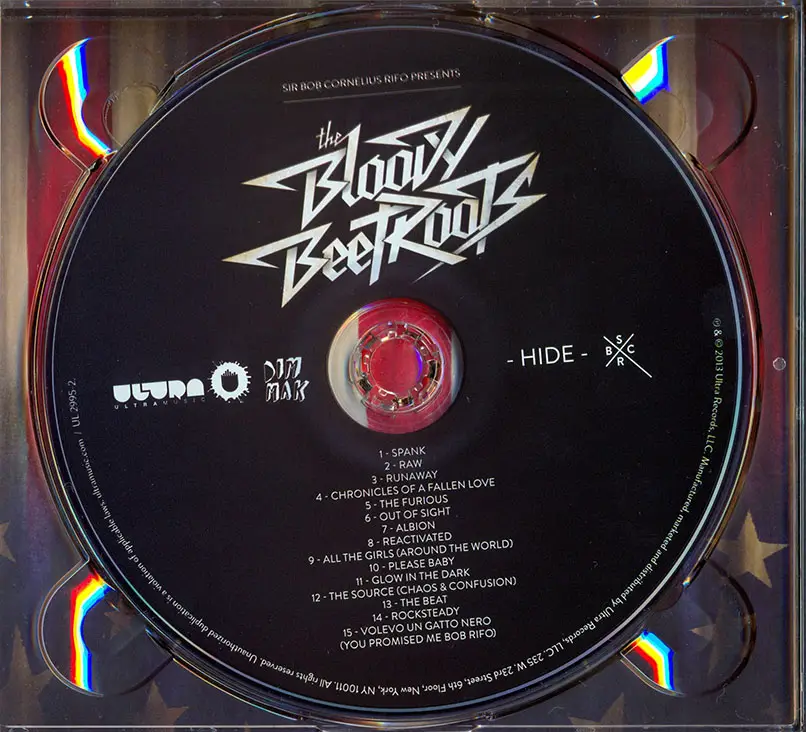 SIR BOB CORNELIUS RIFO PRESENTS
the
BLOODY
BEETROOTS
- HIDE -
S
B C
R
ULTRA
ULTRAMUSIC
DIM
MAK
1 - SPANK
2 - RAW
3 - RUNAWAY
4 - CHRONICLES OF A FALLEN LOVE
5 - THE FURIOUS
6 - OUT OF SIGHT
7 - ALBION
8 - REACTIVATED
9 - ALL THE GIRLS (AROUND THE WORLD)
10 - PLEASE BABY
11 - GLOW IN THE DARK
12 - THE SOURCE (CHAOS & CONFUSION)
13 - THE BEAT
14 - ROCKSTEADY
15 - VOLEVO UN GATTO NERO
(YOU PROMISED ME BOB RIFO)
℗ & © 2013 Ultra Records, LLC. Manufactured, marketed and distributed by Ultra Records, LLC. 235 W. 23rd Street, 6th Floor, New York, NY 10011. All rights reserved. Unauthorized duplication is a violation of applicable laws. ultramusic.com / UL 2995-2.